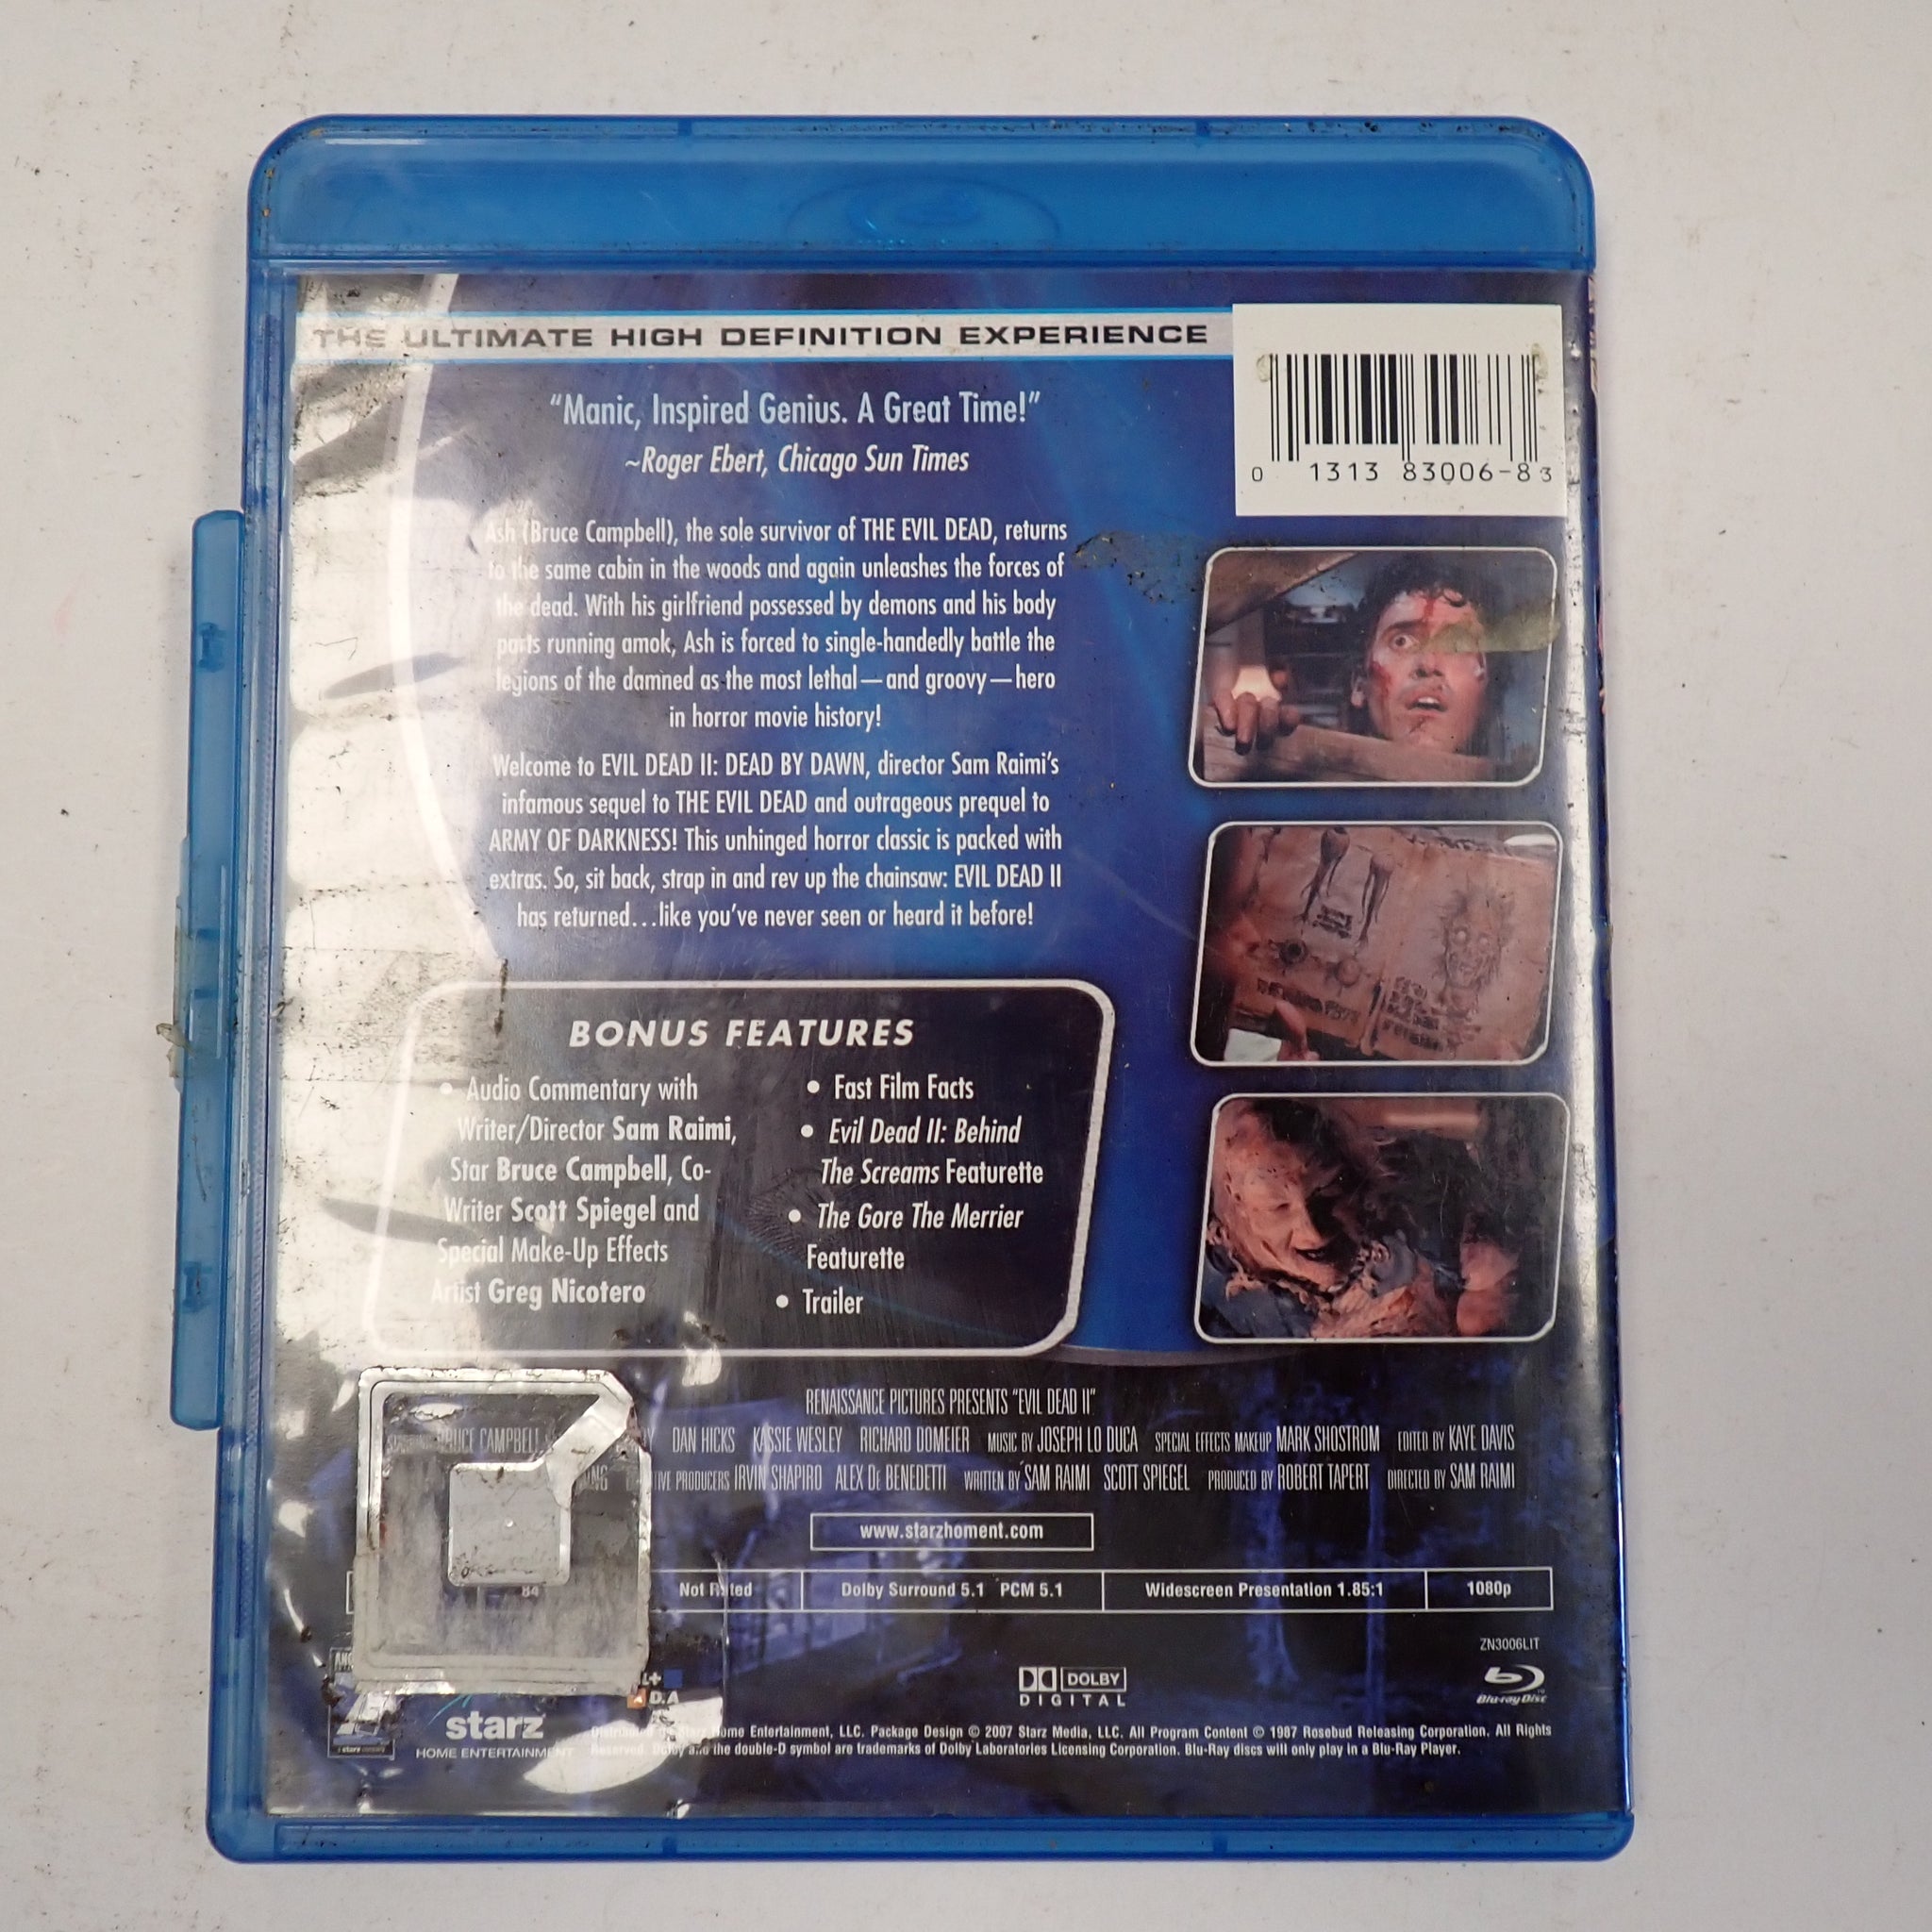 THE ULTIMATE HIGH DEFINITION EXPERIENCE
0 1313 83006-8 3
“Manic, Inspired Genius. A Great Time!”
~Roger Ebert, Chicago Sun Times
Ash (Bruce Campbell), the sole survivor of THE EVIL DEAD, returns
to the same cabin in the woods and again unleashes the forces of
the dead. With his girlfriend possessed by demons and his body
parts running amok, Ash is forced to single-handedly battle the
legions of the damned as the most lethal—and groovy—hero
in horror movie history!
Welcome to EVIL DEAD II: DEAD BY DAWN, director Sam Raimi’s
infamous sequel to THE EVIL DEAD and outrageous prequel to
ARMY OF DARKNESS! This unhinged horror classic is packed with
extras. So, sit back, strap in and rev up the chainsaw: EVIL DEAD II
has returned...like you’ve never seen or heard it before!
BONUS FEATURES
• Audio Commentary with
Writer/Director Sam Raimi,
Star Bruce Campbell, Co-
Writer Scott Spiegel and
Special Make-Up Effects
Artist Greg Nicotero
• Fast Film Facts
• Evil Dead II: Behind
The Screams Featurette
• The Gore The Merrier
Featurette
• Trailer
RENAISSANCE PICTURES PRESENTS “EVIL DEAD II”
BRUCE CAMPBELL DAN HICKS KASSIE WESLEY RICHARD DOMEIER MUSIC BY JOSEPH LO DUCA SPECIAL EFFECTS MAKEUP MARK SHOSTROM EDITED BY KAYE DAVIS
PRODUCERS IRVIN SHAPIRO ALEX DE BENEDETTI WRITTEN BY SAM RAIMI SCOTT SPIEGEL PRODUCED BY ROBERT TAPERT DIRECTED BY SAM RAIMI
www.starzhoment.com
84 Not Rated Dolby Surround 5.1 PCM 5.1 Widescreen Presentation 1.85:1 1080p
ZN3006LIT
DOLBY
DIGITAL
Blu-ray Disc
starz
HOME ENTERTAINMENT
a starz company
Distributed by Starz Home Entertainment, LLC. Package Design © 2007 Starz Media, LLC. All Program Content © 1987 Rosebud Releasing Corporation. All Rights
Reserved. Dolby and the double-D symbol are trademarks of Dolby Laboratories Licensing Corporation. Blu-Ray discs will only play in a Blu-Ray Player.